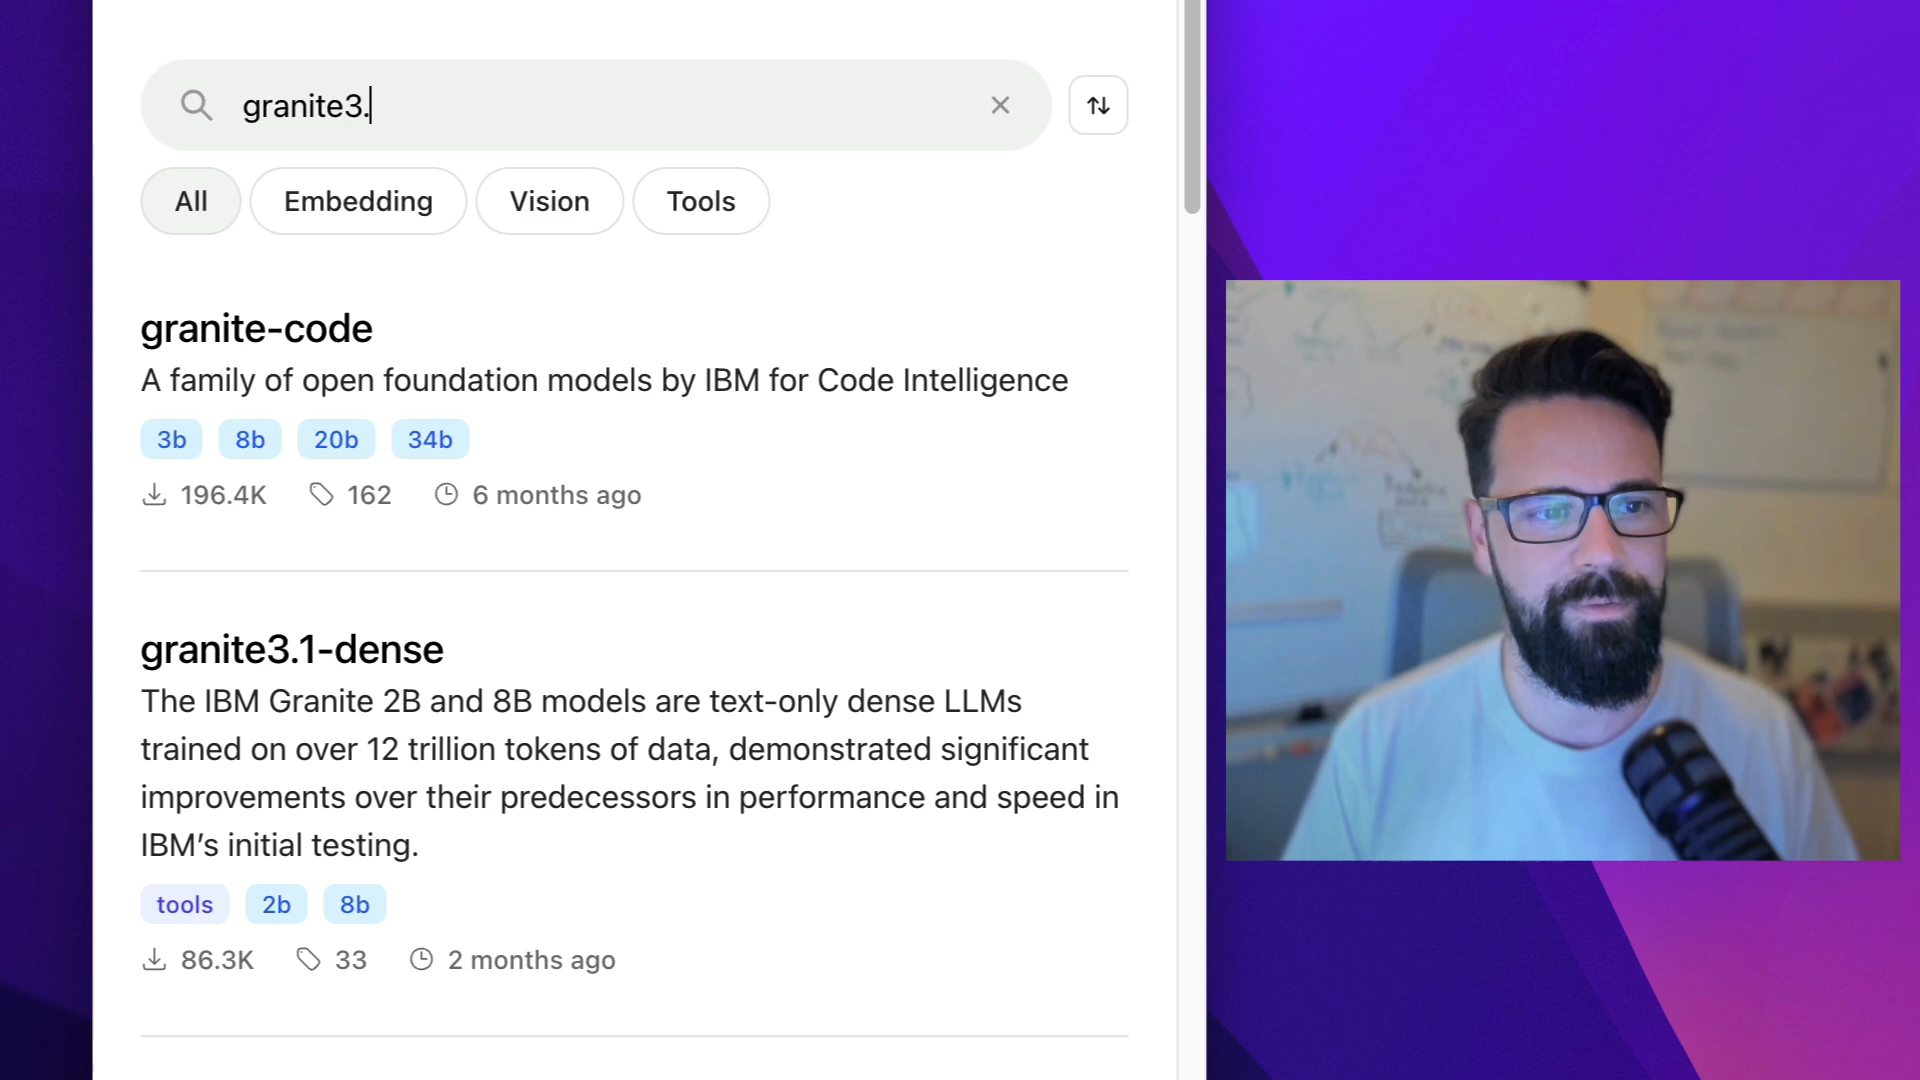 granite3.
All
Embedding
Vision
Tools
granite-code
A family of open foundation models by IBM for Code Intelligence
3b
8b
20b
34b
196.4K
162
6 months ago
granite3.1-dense
The IBM Granite 2B and 8B models are text-only dense LLMs
trained on over 12 trillion tokens of data, demonstrated significant
improvements over their predecessors in performance and speed in
IBM’s initial testing.
tools
2b
8b
86.3K
33
2 months ago